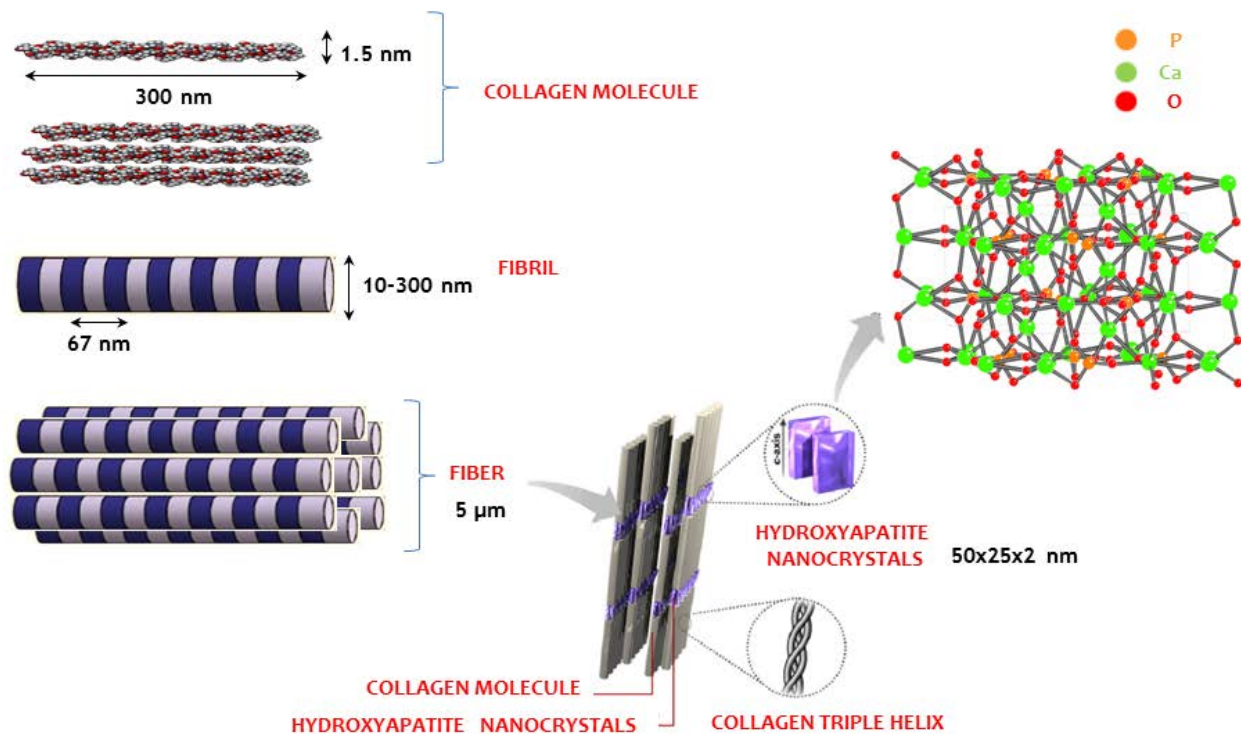 1.5 nm
300 nm
COLLAGEN MOLECULE
P
Ca
O
FIBRIL
10-300 nm
67 nm
FIBER
5 µm
c-axis
HYDROXYAPATITE
NANOCRYSTALS 50x25x2 nm
COLLAGEN MOLECULE
HYDROXYAPATITE NANOCRYSTALS
COLLAGEN TRIPLE HELIX